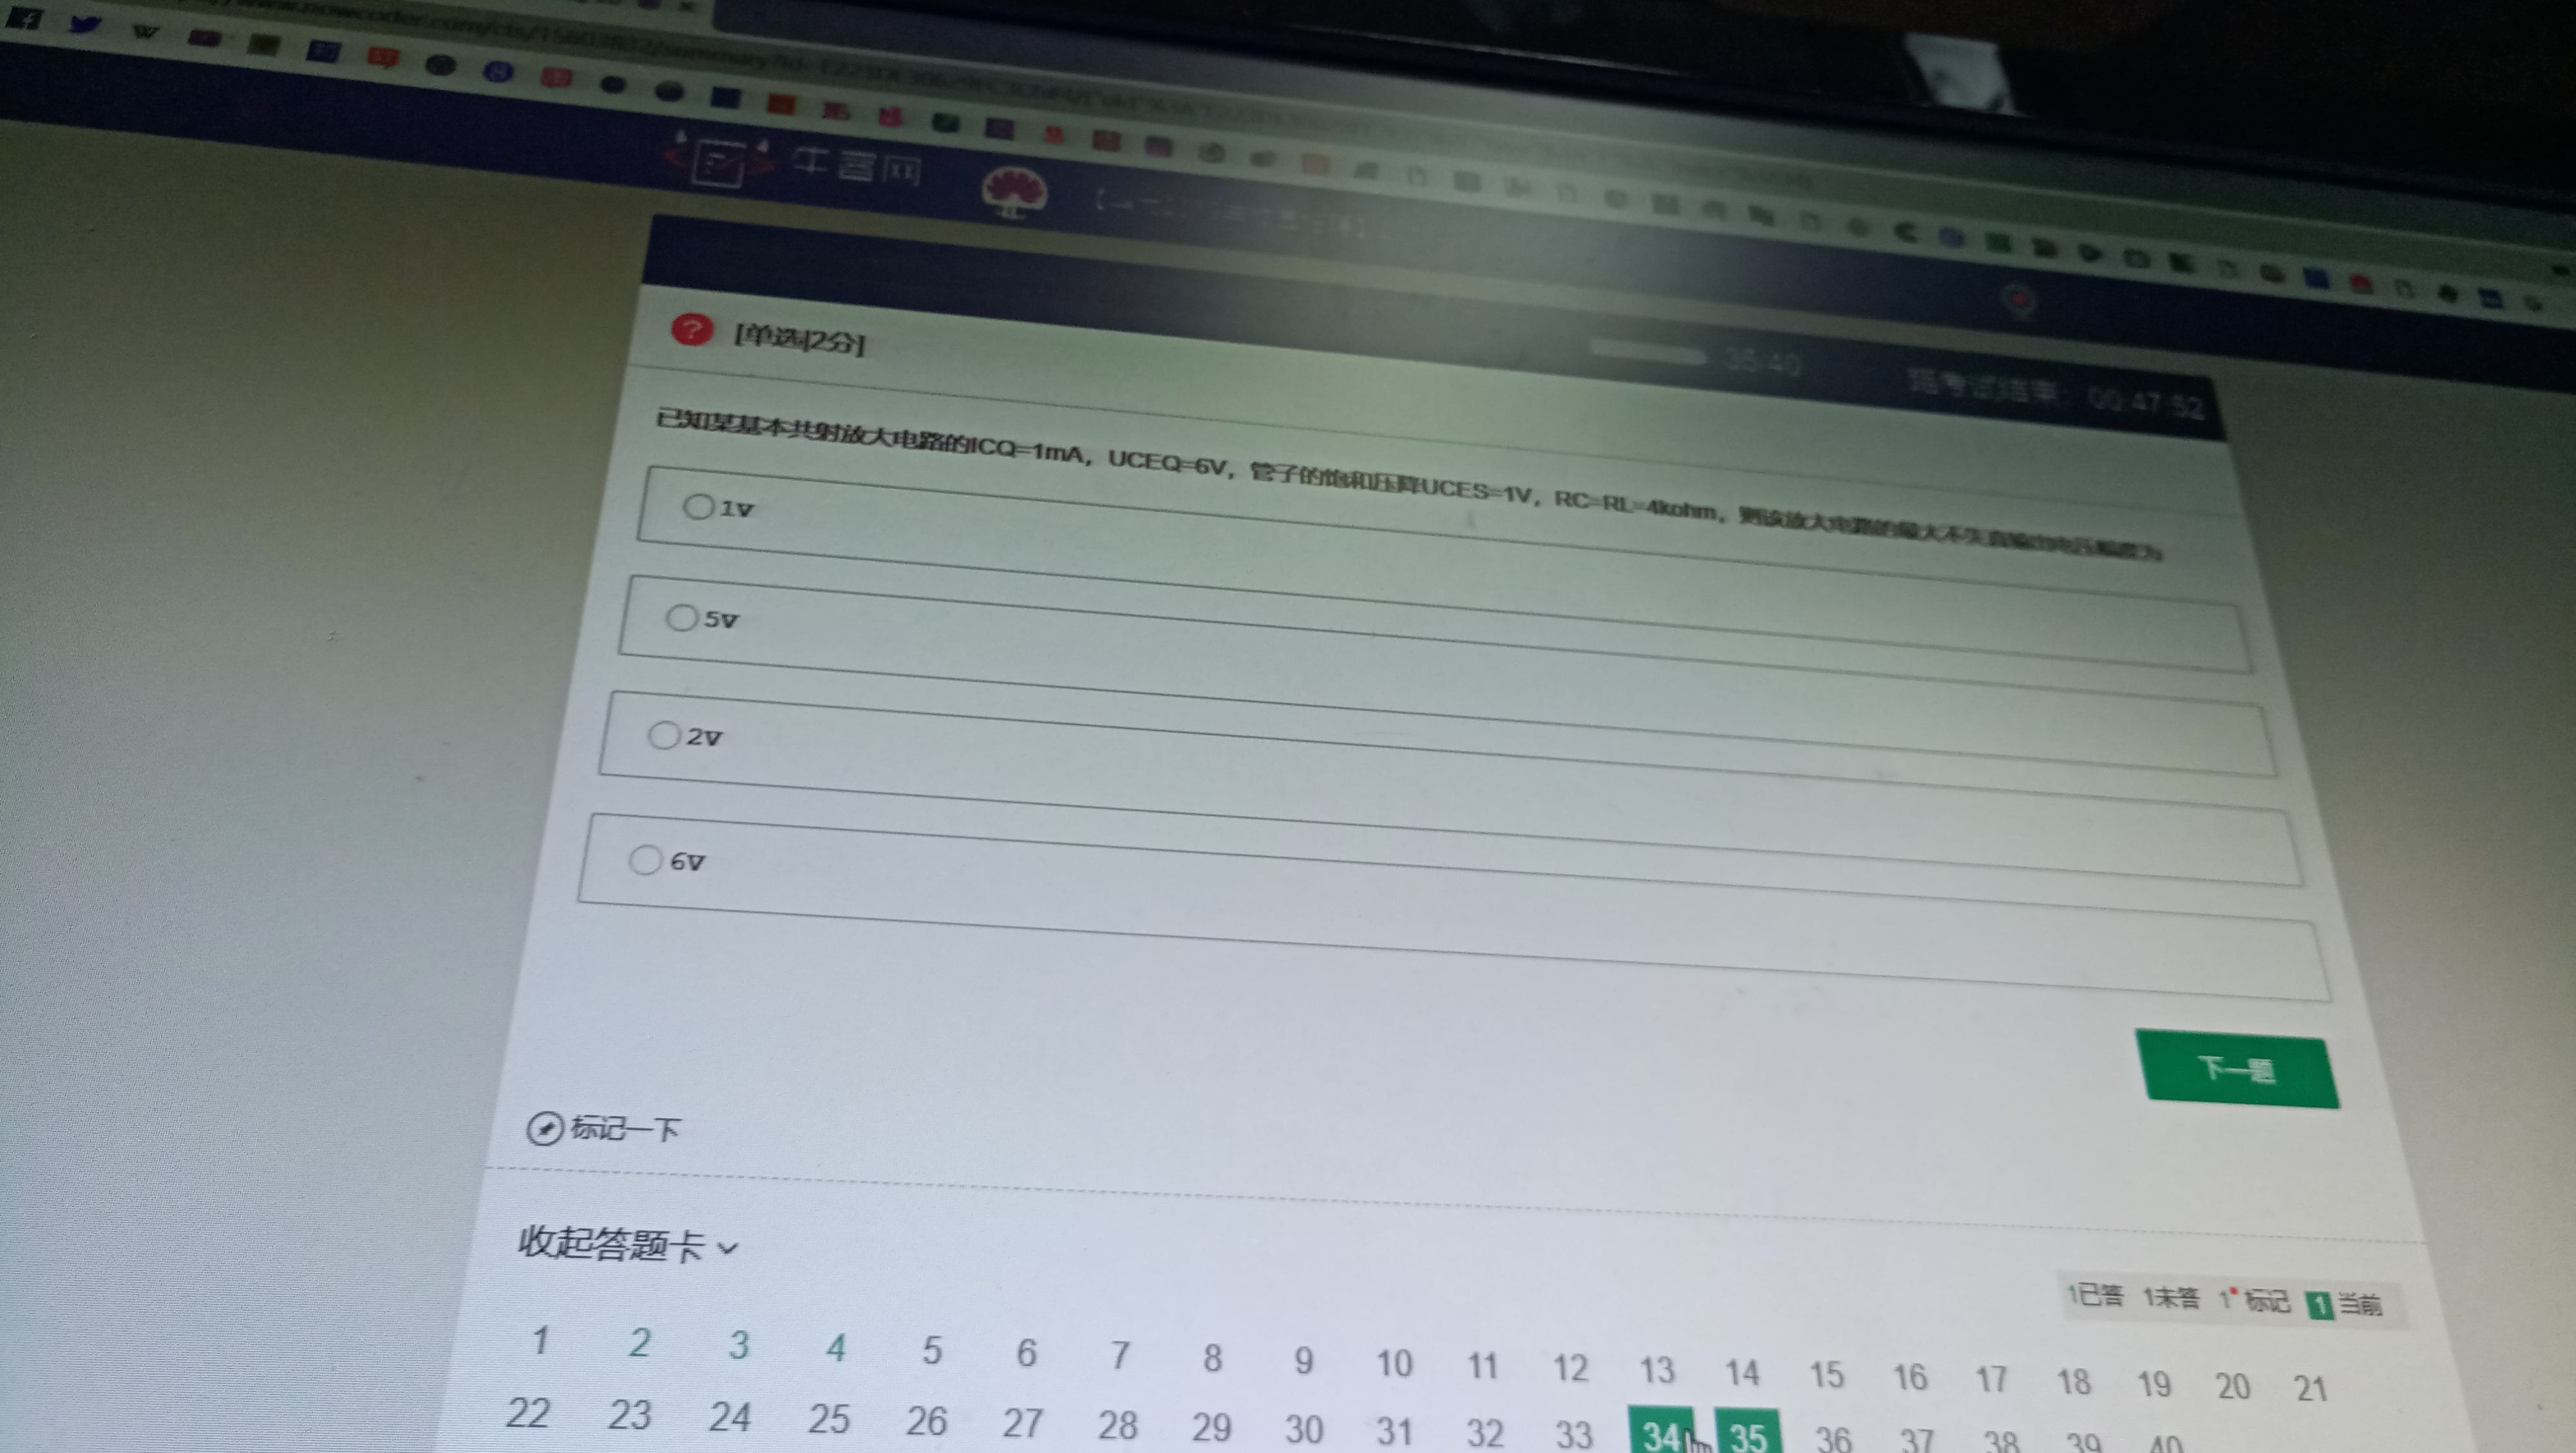 牛客网
35:40
00:47:52
[单选|2分]
已知某基本共射放大电路的ICQ=1mA，UCEQ=6V，管子的饱和压降UCES=1V，RC=RL=4kohm，则该放大电路的最大不失真输出电压幅度为
1V
5V
2V
6V
下一题
标记一下
收起答题卡
1已答 1未答 1标记 1当前
1 2 3 4 5 6 7 8 9 10 11 12 13 14 15 16 17 18 19 20 21
22 23 24 25 26 27 28 29 30 31 32 33 34 35 36 37 38 39 40